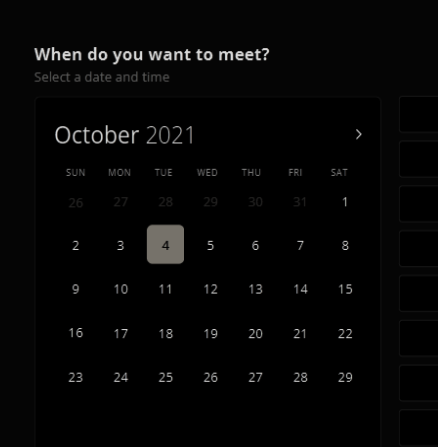 When do you want to meet?
Select a date and time
October 2021 >
SUN MON TUE WED THU FRI SAT
26 27 28 29 30 31 1
2 3 4 5 6 7 8
9 10 11 12 13 14 15
16 17 18 19 20 21 22
23 24 25 26 27 28 29